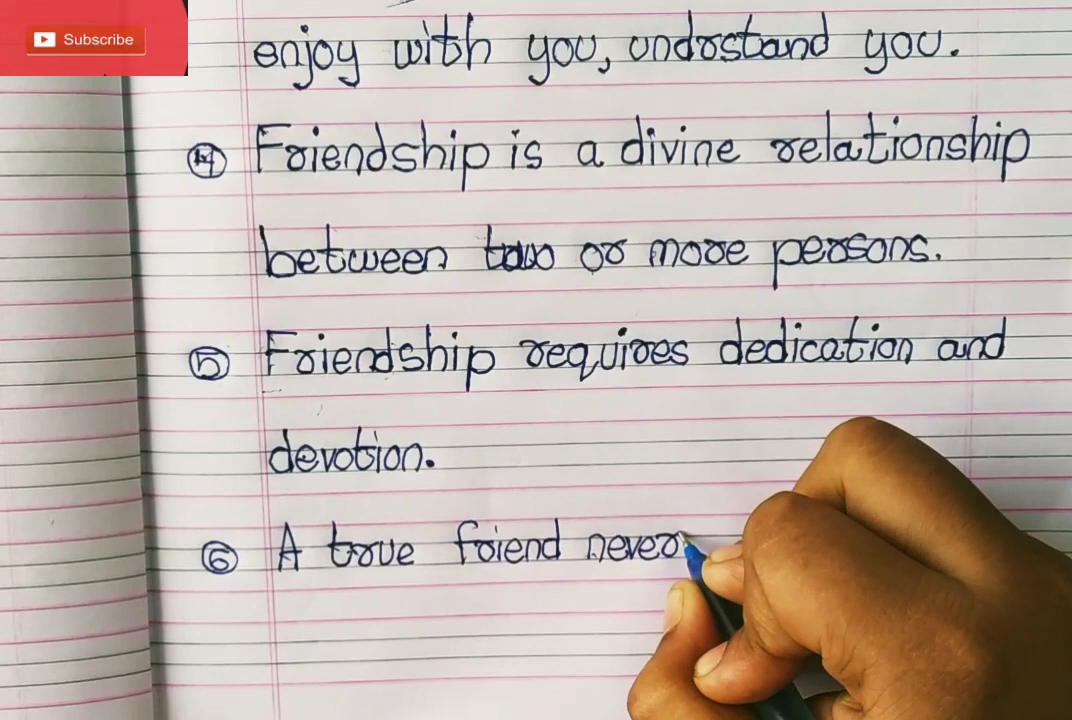 Subscribe
enjoy with you, undrstand you.
④ Friendship is a divine relationship
between two or more persons.
⑤ Friendship requires dedication and
devotion.
⑥ A true friend never